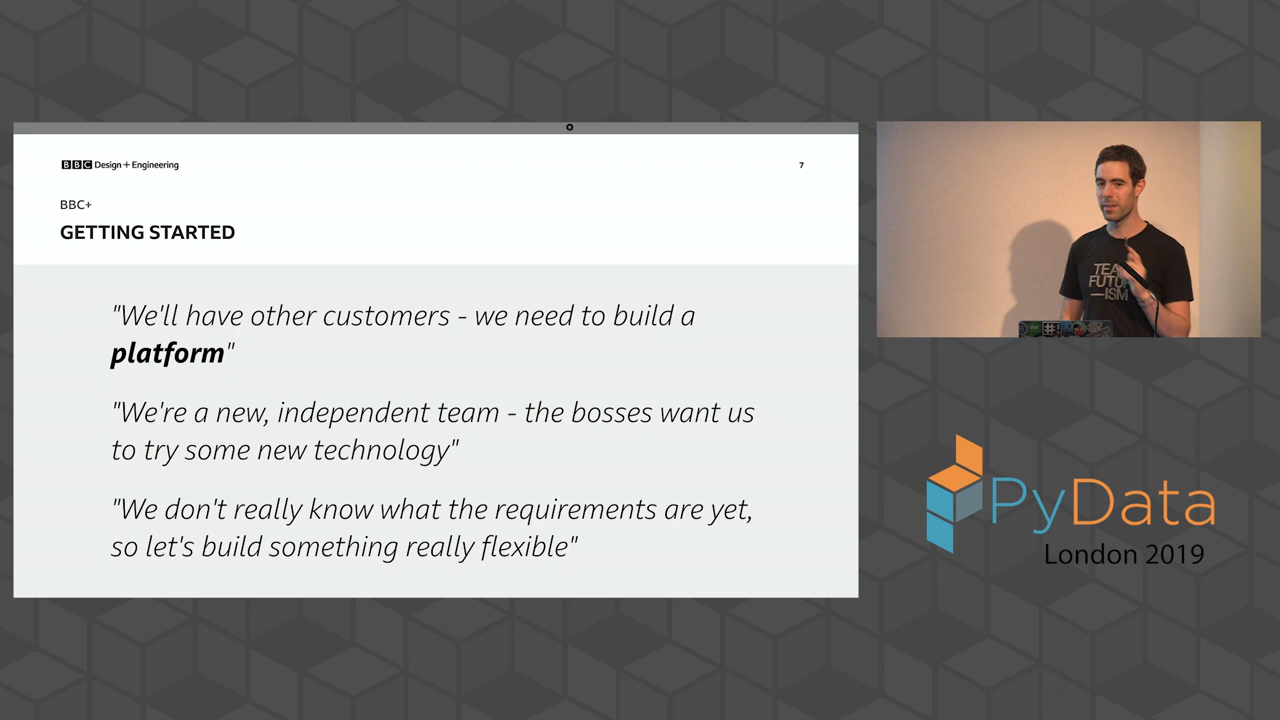 BBC Design + Engineering
7
BBC+
GETTING STARTED
"We'll have other customers - we need to build a
platform"
"We're a new, independent team - the bosses want us
to try some new technology"
"We don't really know what the requirements are yet,
so let's build something really flexible"
FUTUR
—ISM
PyData
London 2019